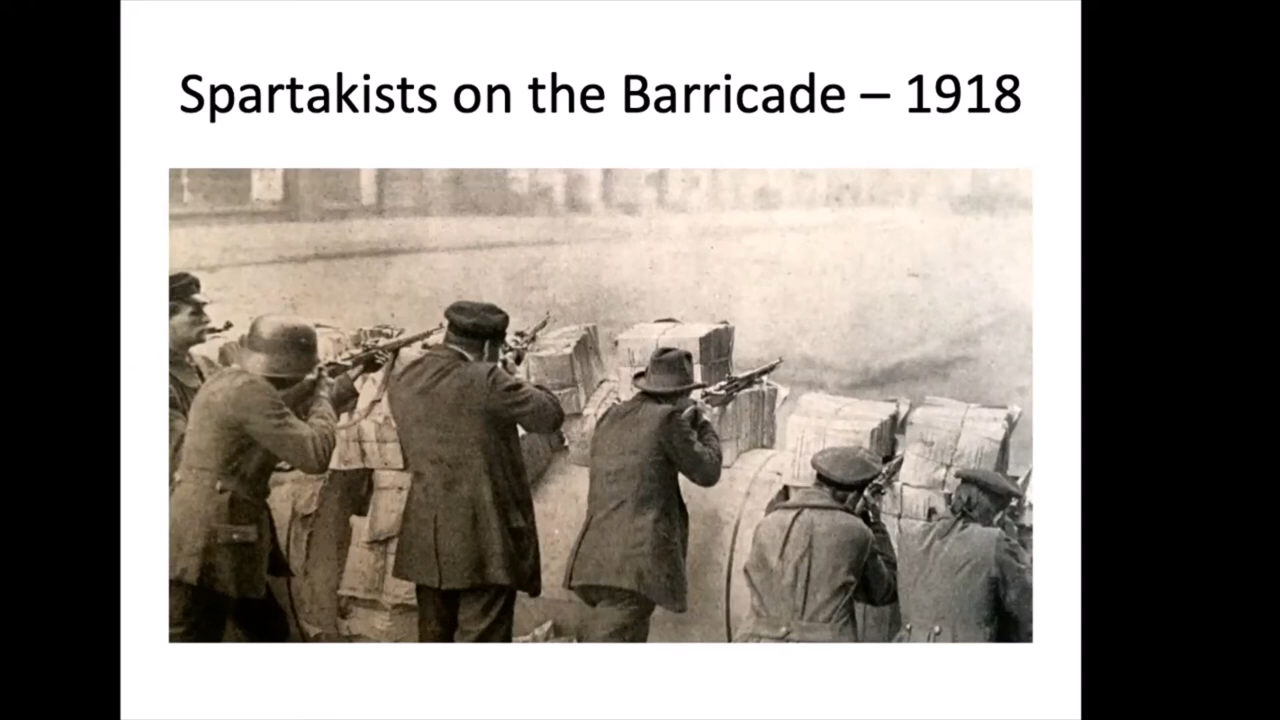 Spartakists on the Barricade – 1918